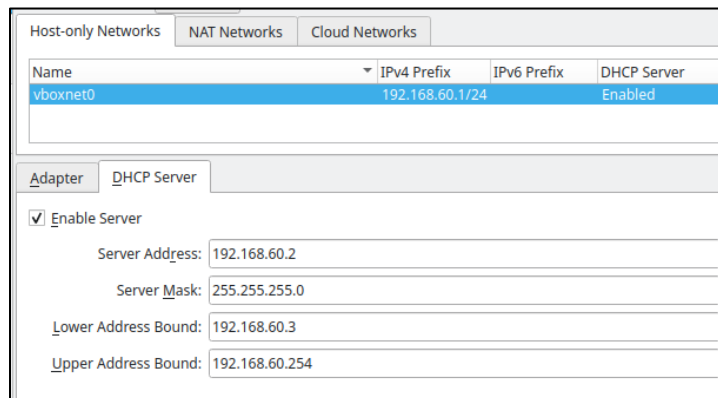 Host-only Networks NAT Networks Cloud Networks
Name IPv4 Prefix IPv6 Prefix DHCP Server
vboxnet0 192.168.60.1/24 Enabled
Adapter DHCP Server
Enable Server
Server Address: 192.168.60.2
Server Mask: 255.255.255.0
Lower Address Bound: 192.168.60.3
Upper Address Bound: 192.168.60.254